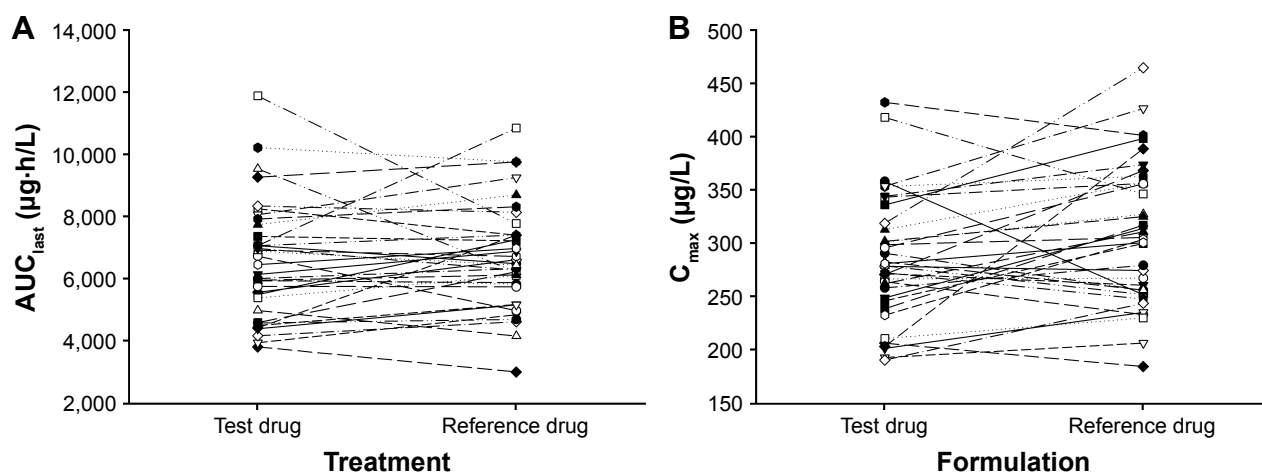 A
14,000
12,000
10,000
8,000
6,000
4,000
2,000
AUClast (µg·h/L)
Test drug Reference drug
Treatment
B
500
450
400
350
300
250
200
150
Cmax (µg/L)
Test drug Reference drug
Formulation